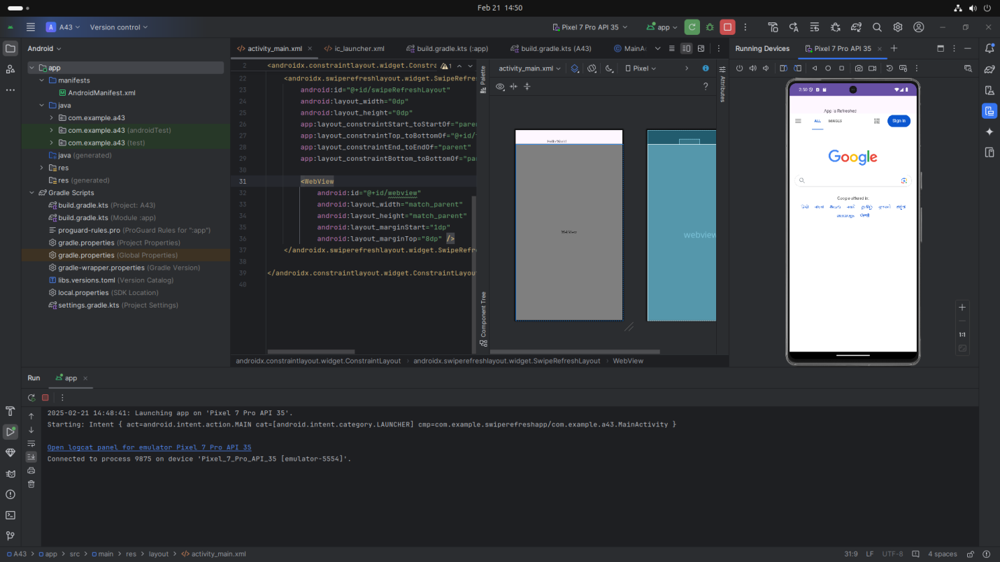 Feb 21 14:50
A A43 Version control
Pixel 7 Pro API 35
app
Android
app
manifests
AndroidManifest.xml
java
com.example.a43
com.example.a43 (androidTest)
com.example.a43 (test)
java (generated)
res
res (generated)
Gradle Scripts
build.gradle.kts (Project: A43)
build.gradle.kts (Module :app)
proguard-rules.pro (ProGuard Rules for ":app")
gradle.properties (Project Properties)
gradle.properties (Global Properties)
gradle-wrapper.properties (Gradle Version)
libs.versions.toml (Version Catalog)
local.properties (SDK Location)
settings.gradle.kts (Project Settings)
activity_main.xml
ic_launcher.xml
build.gradle.kts (:app)
build.gradle.kts (A43)
MainAc
2 <androidx.constraintlayout.widget.Constra 1
22 <androidx.swiperefreshlayout.widget.SwipeRefres
23 android:id="@+id/swipeRefreshLayout"
24 android:layout_width="0dp"
25 android:layout_height="0dp"
26 app:layout_constraintStart_toStartOf="paren
27 app:layout_constraintTop_toBottomOf="@+id/t
28 app:layout_constraintEnd_toEndOf="parent"
29 app:layout_constraintBottom_toBottomOf="par
30
31 <WebView
32 android:id="@+id/webview"
33 android:layout_width="match_parent"
34 android:layout_height="match_parent"
35 android:layout_marginStart="1dp"
36 android:layout_marginTop="8dp" />
37 </androidx.swiperefreshlayout.widget.SwipeRefre
38
39 </androidx.constraintlayout.widget.ConstraintLayou
40
androidx.constraintlayout.widget.ConstraintLayout androidx.swiperefreshlayout.widget.SwipeRefreshLayout WebView
Palette
Component Tree
activity_main.xml
Pixel
Hello World
WebView
webview
Attributes
Running Devices
Pixel 7 Pro API 35
2:50
App is Refreshed
ALL IMAGES
Sign in
Google
Google offered in:
हिन्दी বাংলা తెలుగు मराठी தமிழ் ગુજરાતી ಕನ್ನಡ
മലയാളം ਪੰਜਾਬੀ
1:1
Run
app
2025-02-21 14:48:41: Launching app on 'Pixel 7 Pro API 35'.
Starting: Intent { act=android.intent.action.MAIN cat=[android.intent.category.LAUNCHER] cmp=com.example.swiperefreshapp/com.example.a43.MainActivity }
Open logcat panel for emulator Pixel 7 Pro API 35
Connected to process 9875 on device 'Pixel_7_Pro_API_35 [emulator-5554]'.
A43 app src main res layout activity_main.xml
31:9 LF UTF-8 4 spaces